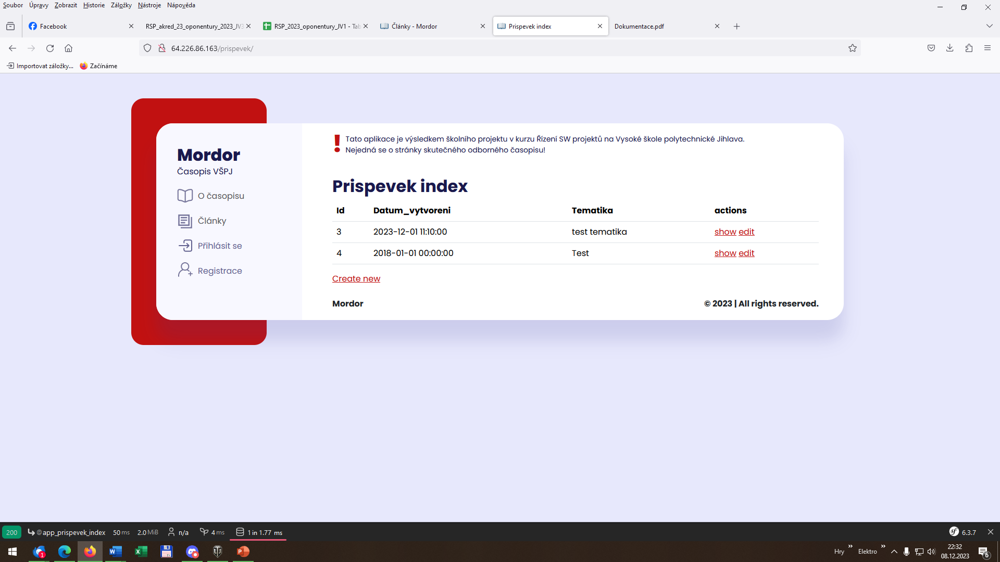 Soubor Úpravy Zobrazit Historie Záložky Nástroje Nápověda
Facebook
RSP_akred_23_oponentury_2023_JV3
RSP_2023_oponentury_JV1 - Tab
Články - Mordor
Prispevek index
Dokumentace.pdf
64.226.86.163/prispevek/
Importovat záložky... Začínáme
Mordor
Časopis VŠPJ
O časopisu
Články
Přihlásit se
Registrace
Tato aplikace je výsledkem školního projektu v kurzu Řízení SW projektů na Vysoké škole polytechnické Jihlava.
Nejedná se o stránky skutečného odborného časopisu!
Prispevek index
Id Datum_vytvoreni Tematika actions
3 2023-12-01 11:10:00 test tematika show edit
4 2018-01-01 00:00:00 Test show edit
Create new
Mordor © 2023 | All rights reserved.
200 @app_prispevek_index 50 ms 2.0 MiB n/a 4 ms 1 in 1.77 ms 6.3.7
Hry » Elektro » 22:32
08.12.2023
1
6